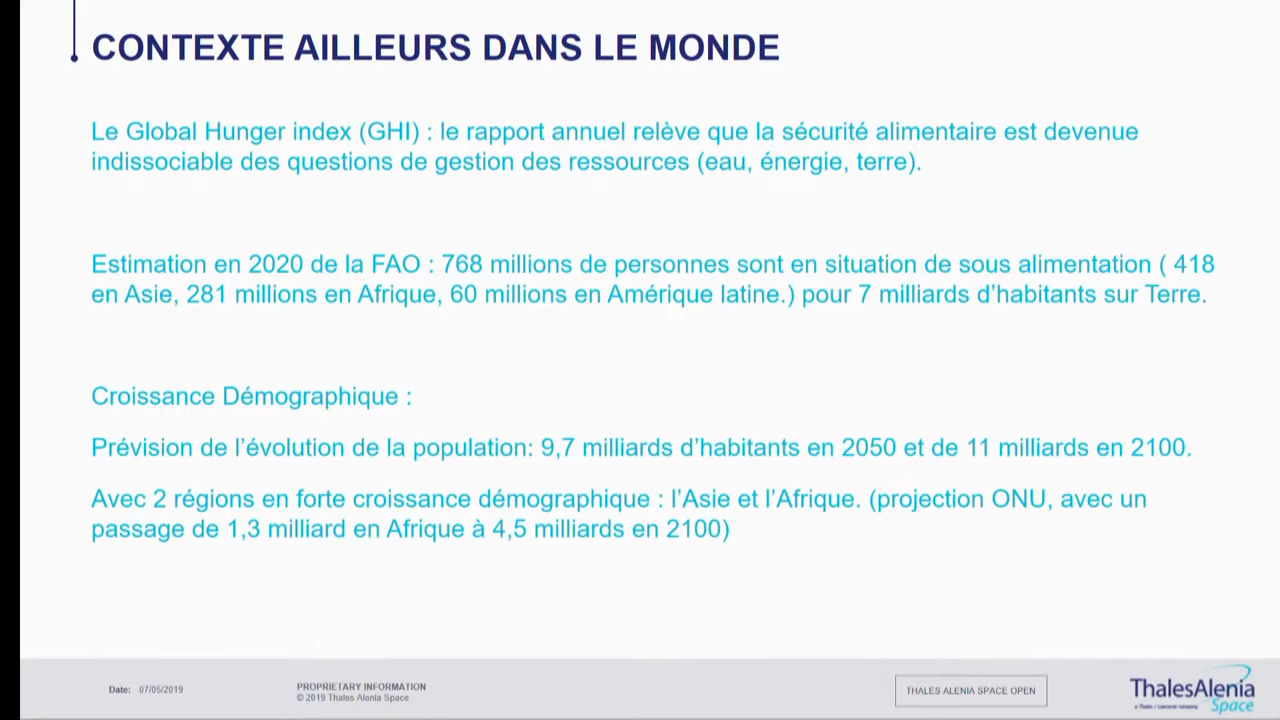 CONTEXTE AILLEURS DANS LE MONDE
Le Global Hunger index (GHI) : le rapport annuel relève que la sécurité alimentaire est devenue
indissociable des questions de gestion des ressources (eau, énergie, terre).
Estimation en 2020 de la FAO : 768 millions de personnes sont en situation de sous alimentation ( 418
en Asie, 281 millions en Afrique, 60 millions en Amérique latine.) pour 7 milliards d’habitants sur Terre.
Croissance Démographique :
Prévision de l’évolution de la population: 9,7 milliards d’habitants en 2050 et de 11 milliards en 2100.
Avec 2 régions en forte croissance démographique : l’Asie et l’Afrique. (projection ONU, avec un
passage de 1,3 milliard en Afrique à 4,5 milliards en 2100)
Date: 07/05/2019
PROPRIETARY INFORMATION
© 2019 Thales Alenia Space
THALES ALENIA SPACE OPEN
ThalesAlenia
a Thales / Leonardo company
Space